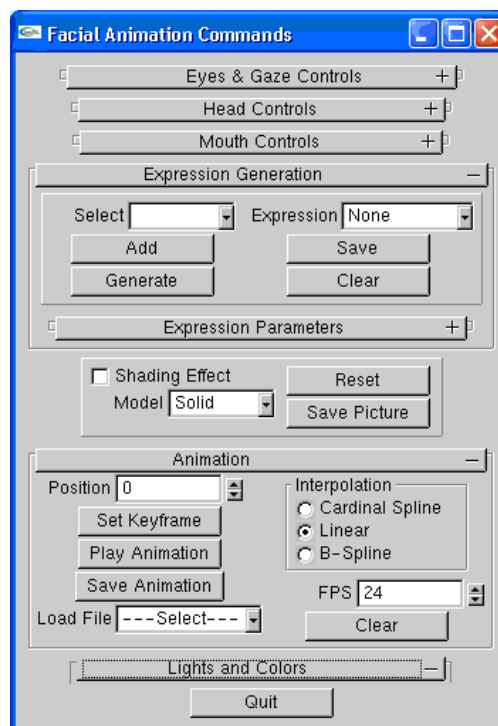 Facial Animation Commands
Eyes & Gaze Controls
Head Controls
Mouth Controls
Expression Generation
Select Expression None
Add Save
Generate Clear
Expression Parameters
Shading Effect Reset
Model Solid Save Picture
Animation
Position 0 Interpolation
Cardinal Spline
Set Keyframe Linear
Play Animation B-Spline
Save Animation FPS 24
Load File ---Select--- Clear
Lights and Colors
Quit